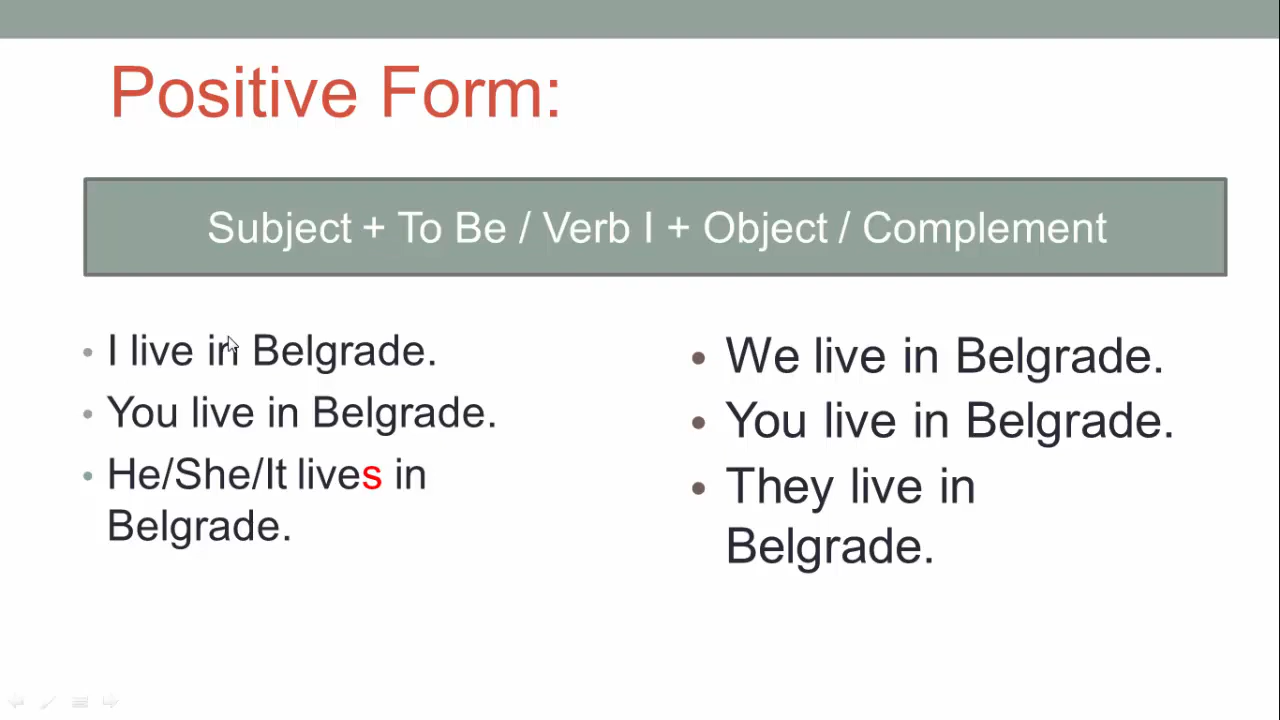 Positive Form:
Subject + To Be / Verb I + Object / Complement
• I live in Belgrade.
• You live in Belgrade.
• He/She/It lives in
Belgrade.
• We live in Belgrade.
• You live in Belgrade.
• They live in
Belgrade.